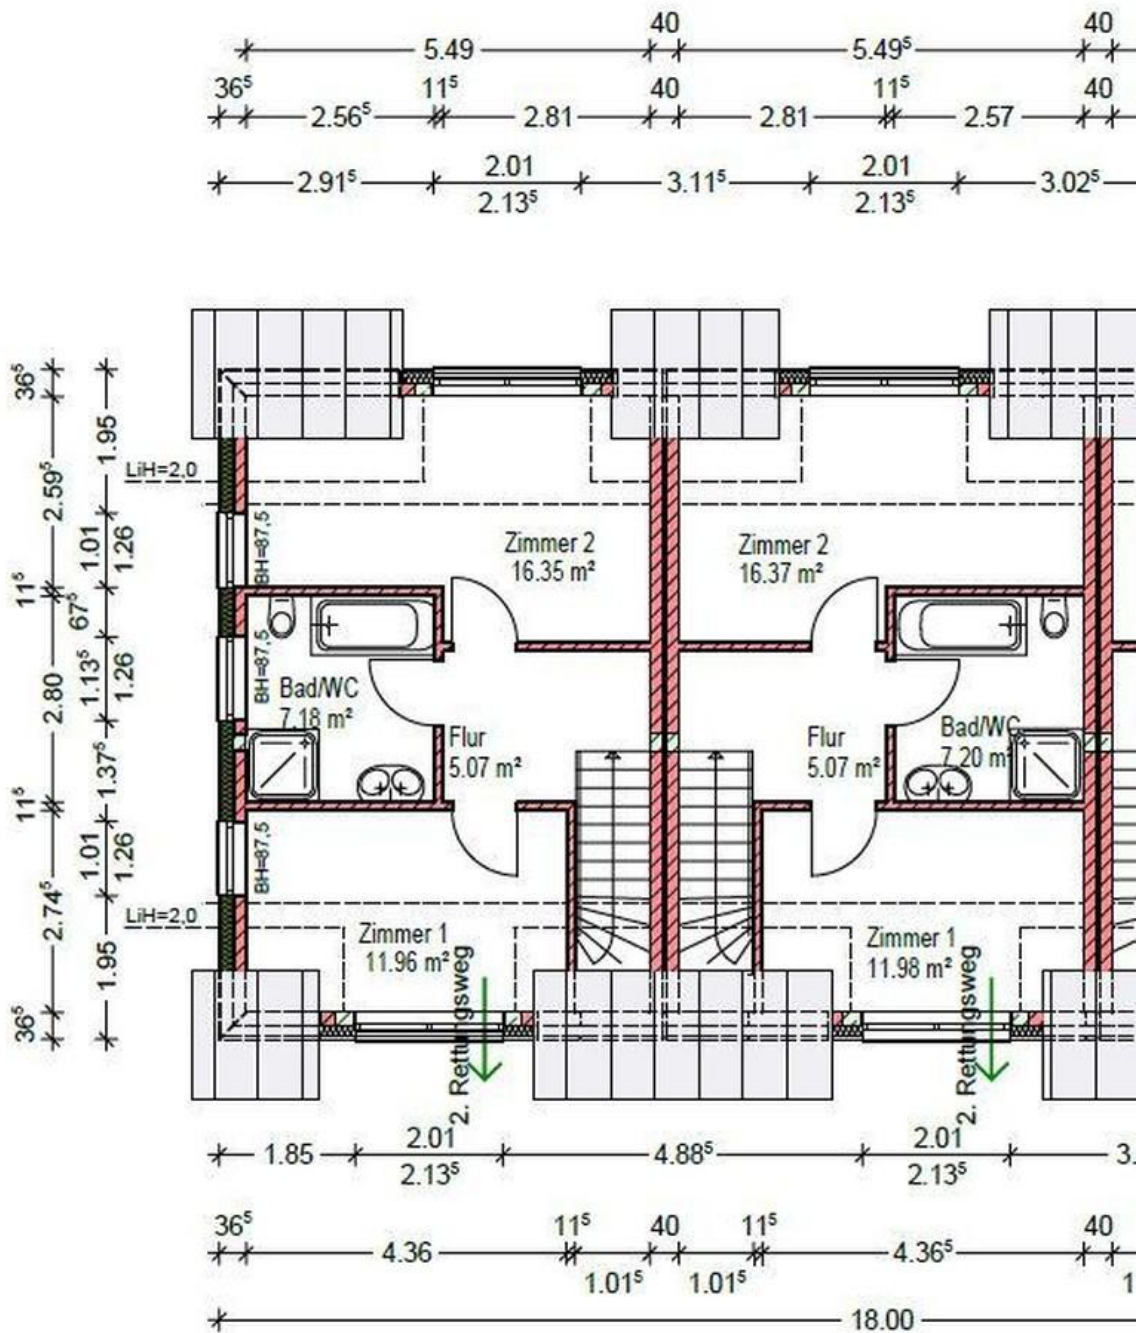 40 40
5.49 5.49⁵
36⁵ 11⁵ 40 11⁵ 40
2.56⁵ 2.81 2.81 2.57
2.91⁵ 2.01 3.11⁵ 2.01 3.02⁵
2.13⁵ 2.13⁵
36⁵
2.59⁵
11⁵
2.80
11⁵
2.74⁵
36⁵
1.95
1.01
1.26
67⁵
1.13⁵
1.26
1.37⁵
1.01
1.26
1.95
LiH=2,0
BH=87,5
BH=87,5
BH=87,5
LiH=2,0
Zimmer 2
16.35 m²
Zimmer 2
16.37 m²
Bad/WC
7.18 m²
Flur
5.07 m²
Flur
5.07 m²
Bad/WC
7.20 m²
Zimmer 1
11.96 m²
Zimmer 1
11.98 m²
2. Rettungsweg
2. Rettungsweg
1.85 2.01 4.88⁵ 2.01 3.
2.13⁵ 2.13⁵
36⁵ 11⁵ 40 11⁵ 40
4.36 4.36⁵
1.01⁵ 1.01⁵ 1
18.00